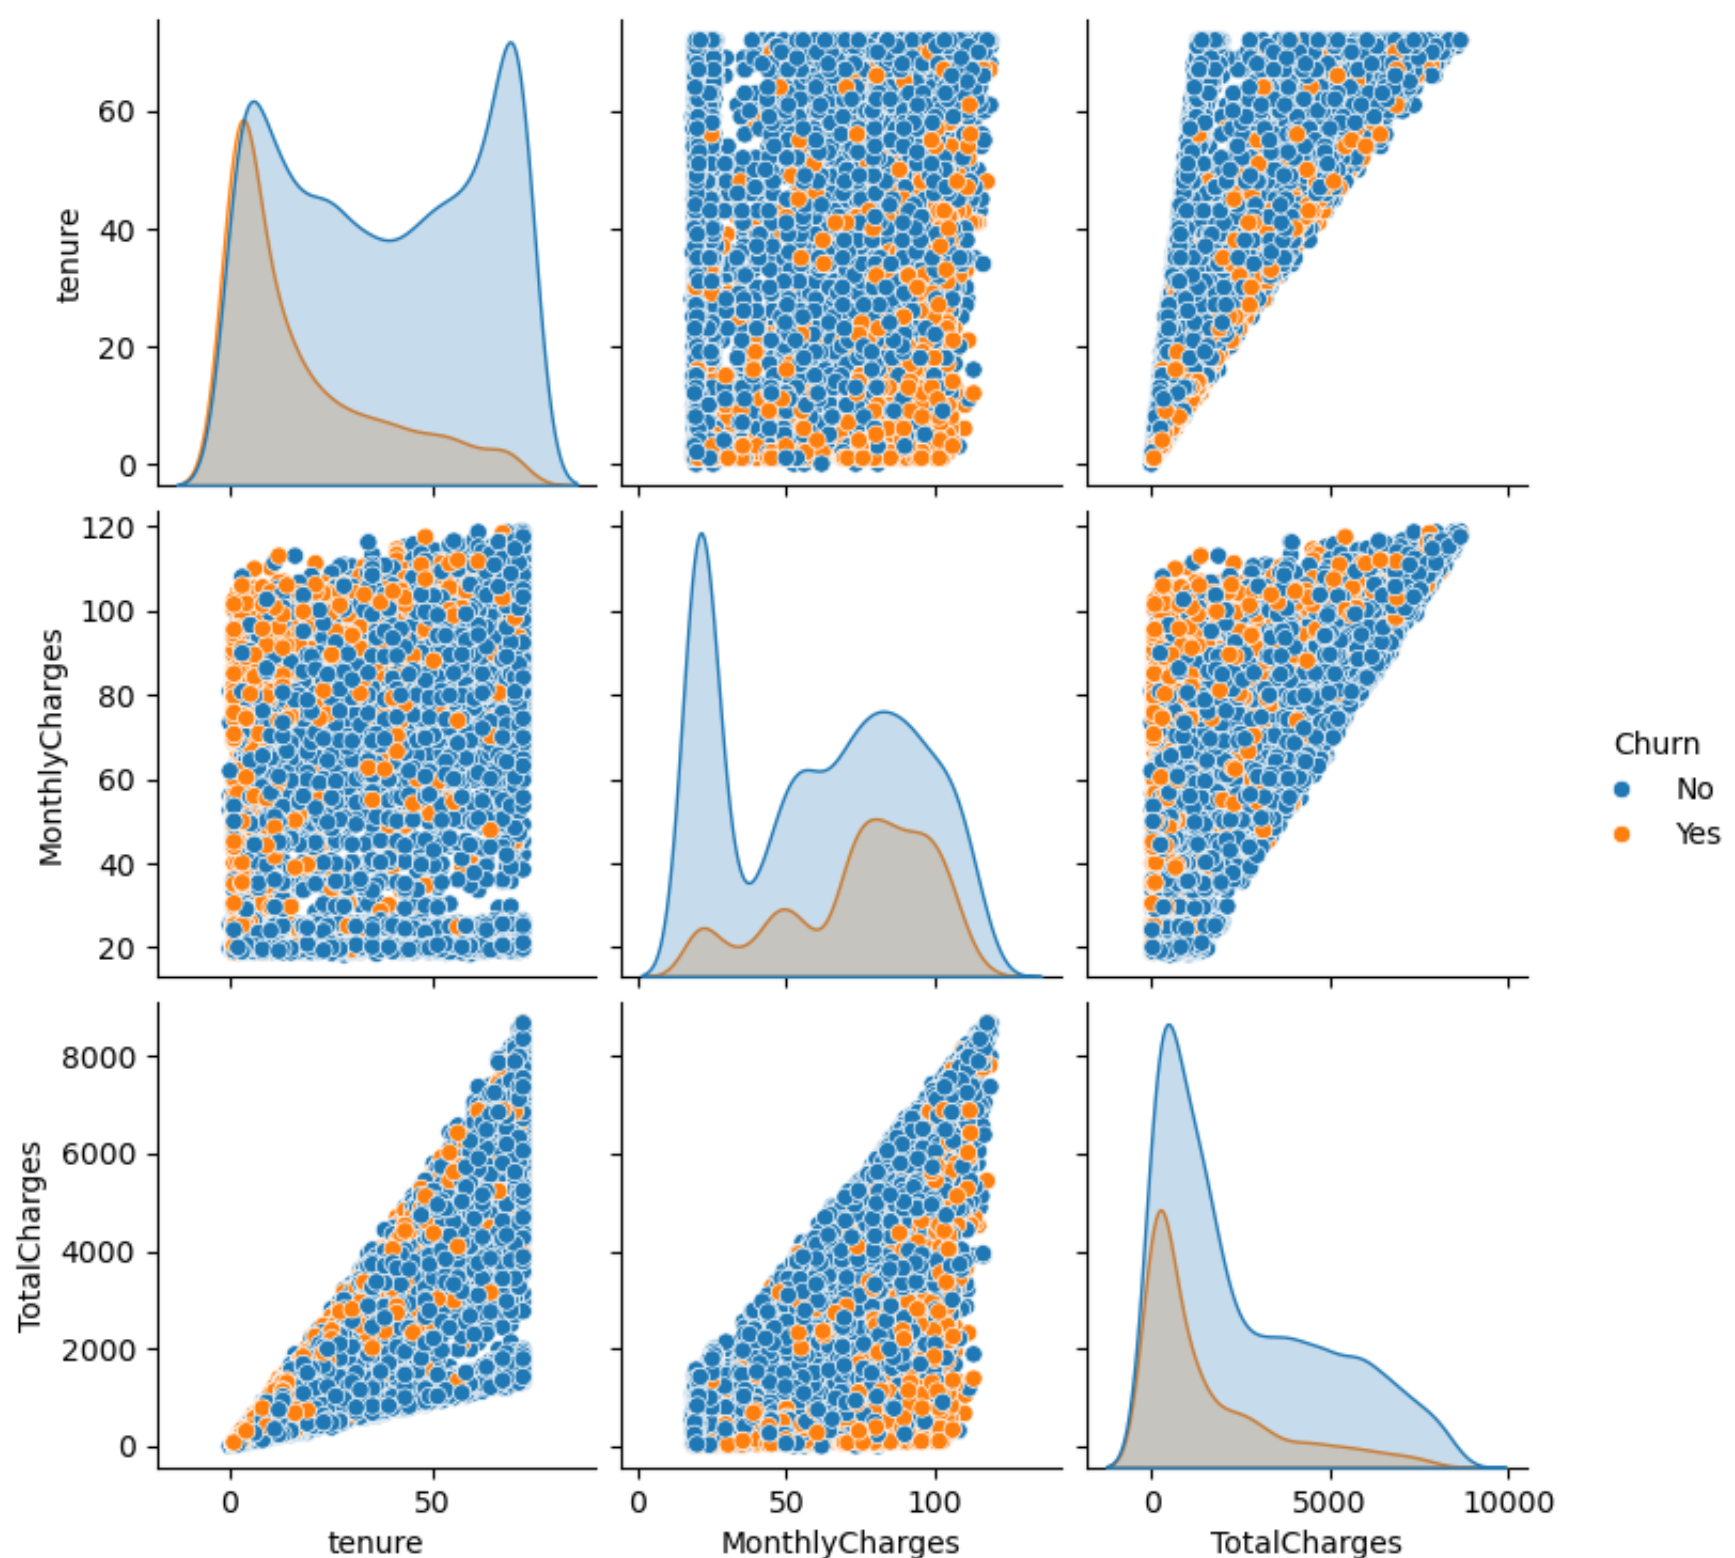 tenure
60
40
20
0
MonthlyCharges
120
100
80
60
40
20
Churn
No
Yes
TotalCharges
8000
6000
4000
2000
0
0 50 0 50 100 0 5000 10000
tenure MonthlyCharges TotalCharges